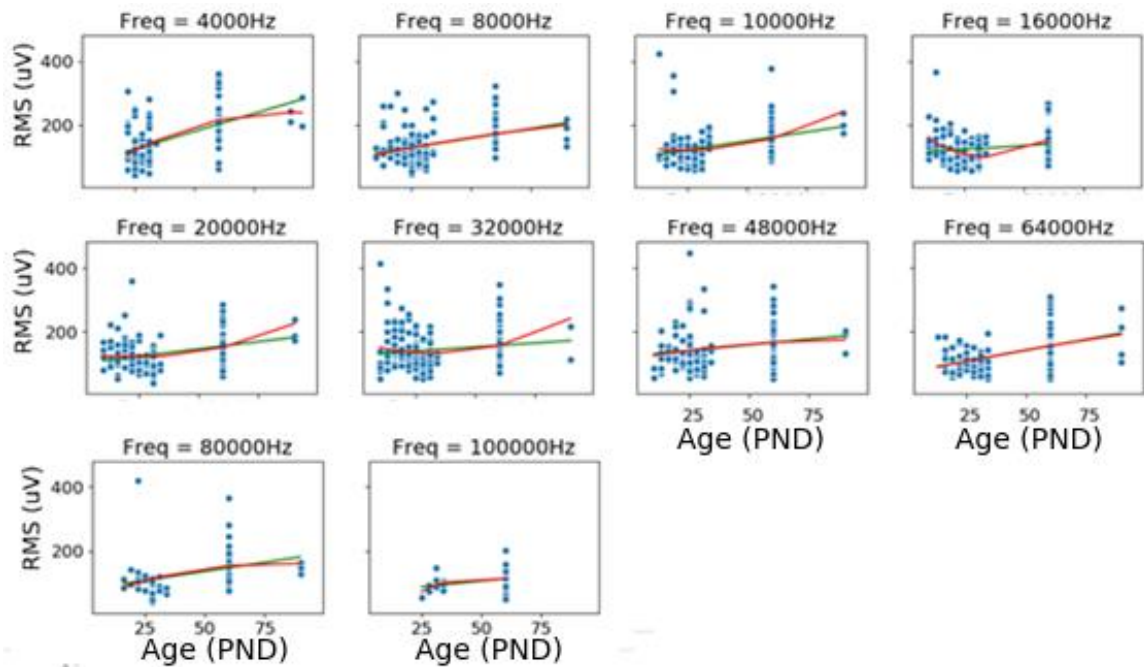 Freq = 4000Hz
Freq = 8000Hz
Freq = 10000Hz
Freq = 16000Hz
RMS (uV)
400
200
Freq = 20000Hz
Freq = 32000Hz
Freq = 48000Hz
Freq = 64000Hz
RMS (uV)
400
200
25 50 75
Age (PND)
25 50 75
Age (PND)
Freq = 80000Hz
Freq = 100000Hz
RMS (uV)
400
200
25 50 75
Age (PND)
25 50 75
Age (PND)